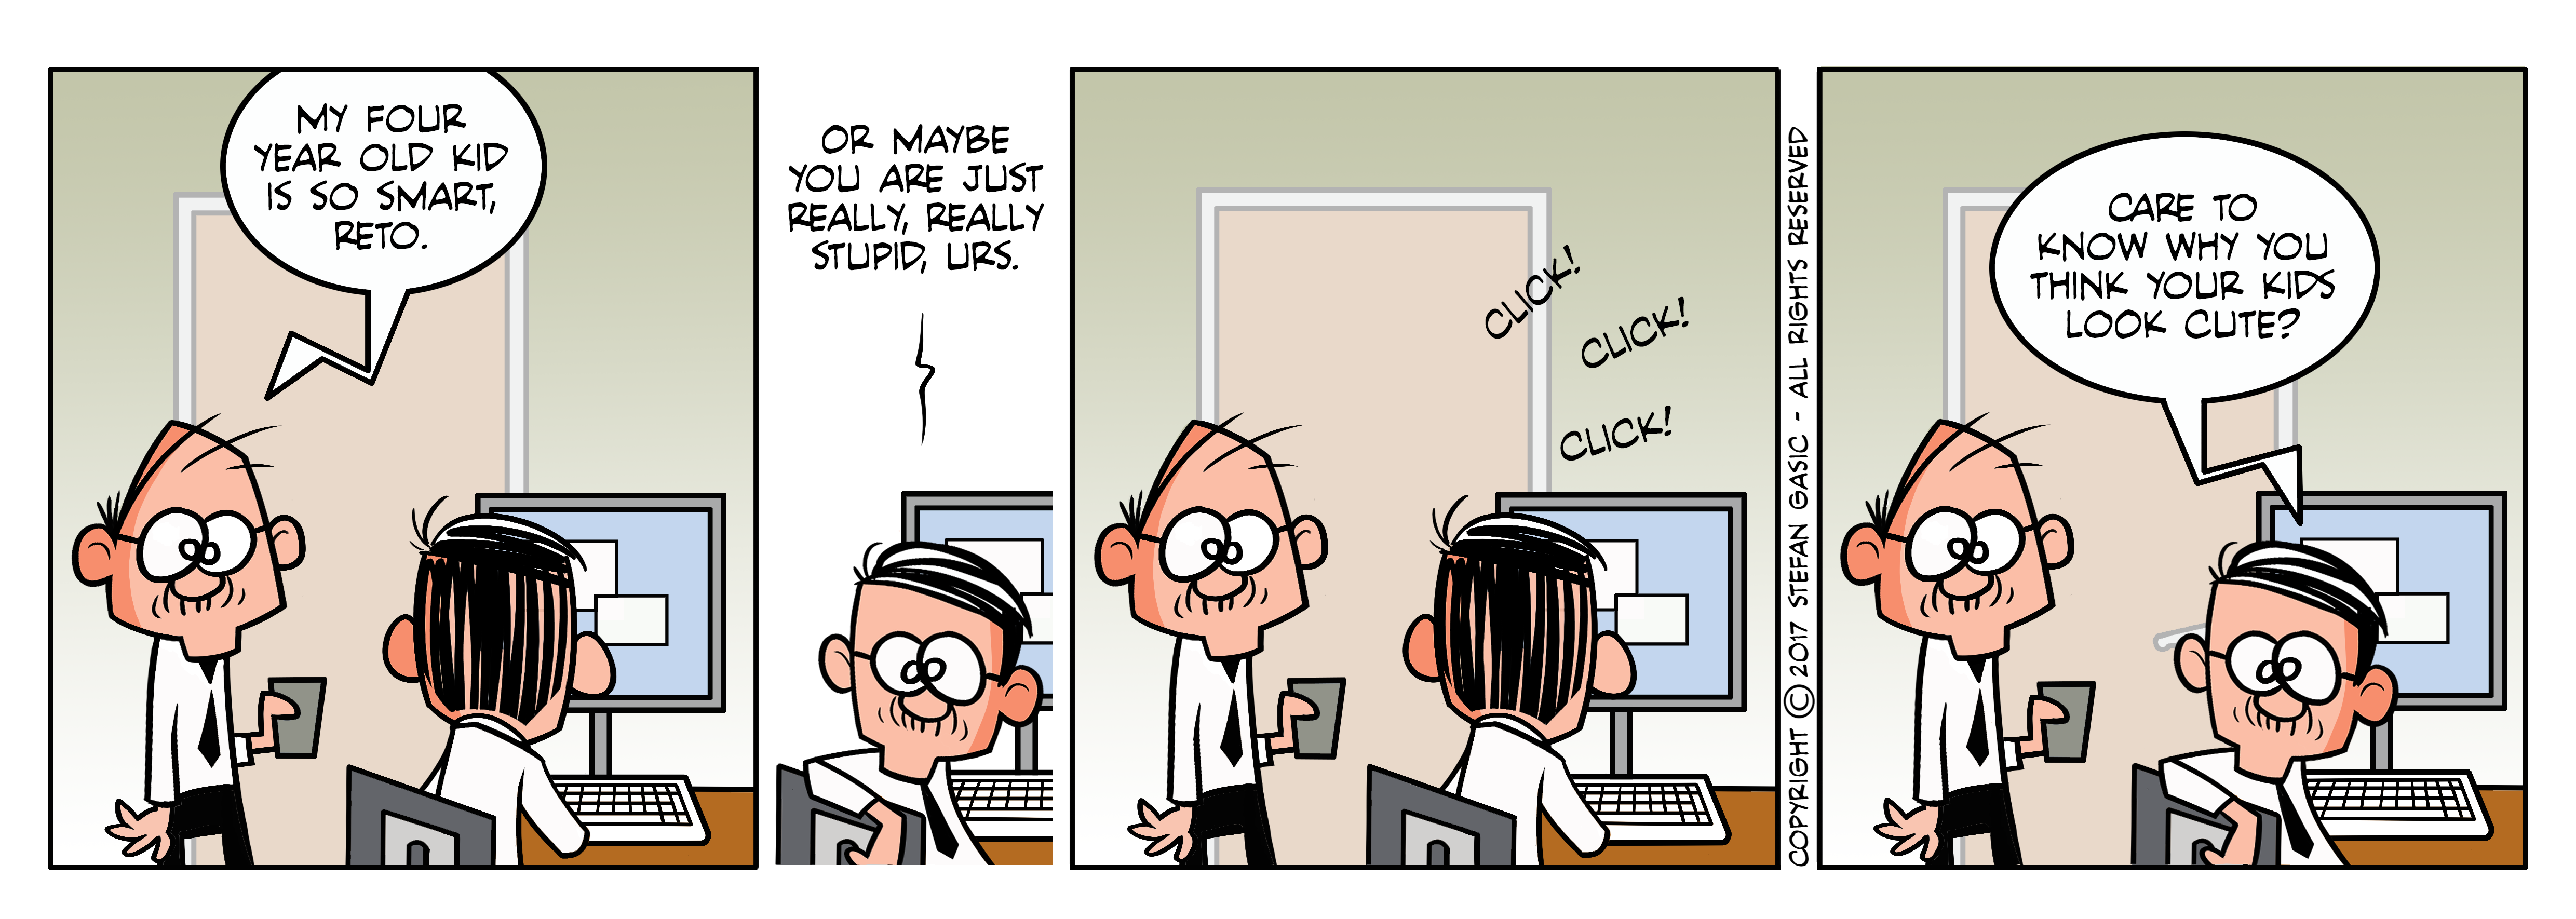 MY FOUR
YEAR OLD KID
IS SO SMART,
RETO.
OR MAYBE
YOU ARE JUST
REALLY, REALLY
STUPID, URS.
CLICK!
CLICK!
CLICK!
COPYRIGHT © 2017 STEFAN GASIC - ALL RIGHTS RESERVED
CARE TO
KNOW WHY YOU
THINK YOUR KIDS
LOOK CUTE?